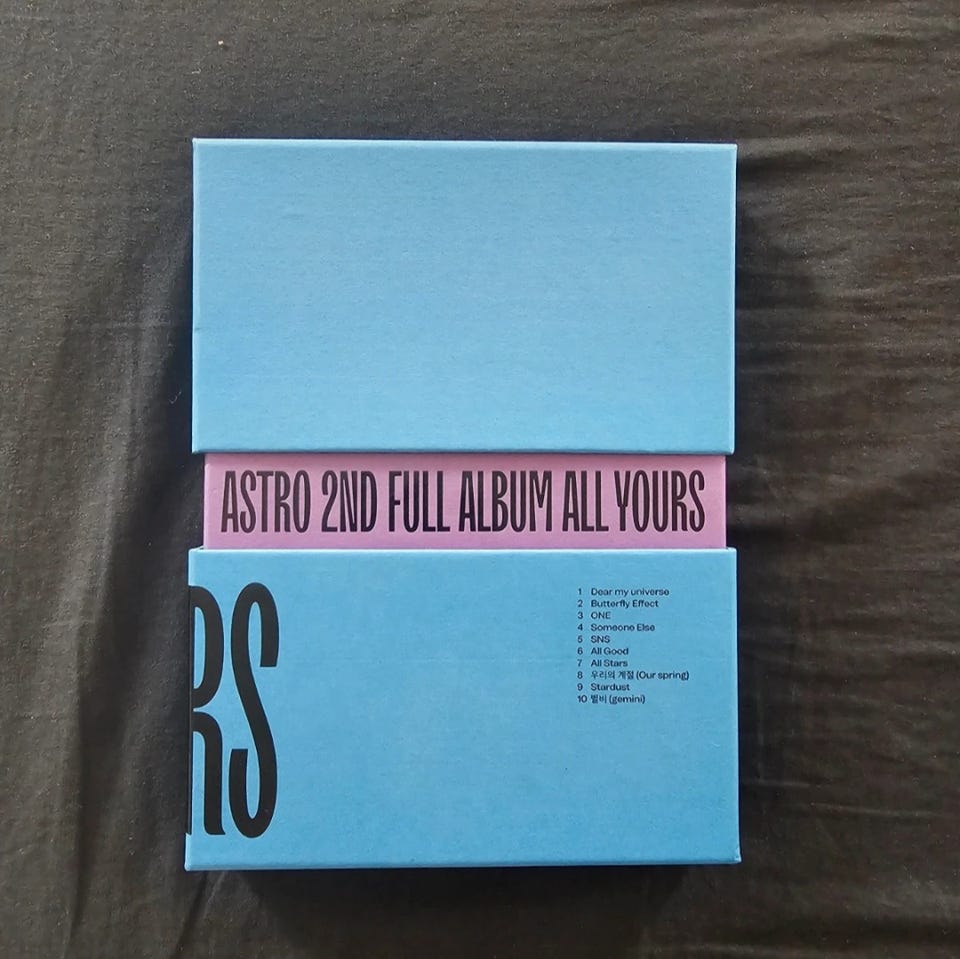 ASTRO 2ND FULL ALBUM ALL YOURS
RS
1 Dear my universe
2 Butterfly Effect
3 ONE
4 Someone Else
5 SNS
6 All Good
7 All Stars
8 우리의 계절 (Our spring)
9 Stardust
10 별비 (gemini)